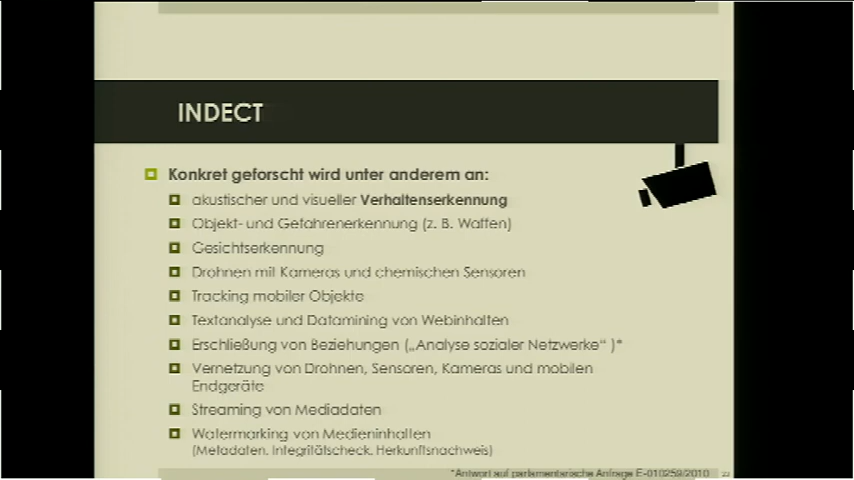 INDECT
Konkret geforscht wird unter anderem an:
akustischer und visueller Verhaltenserkennung
Objekt- und Gefahrenerkennung (z. B. Waffen)
Gesichtserkennung
Drohnen mit Kameras und chemischen Sensoren
Tracking mobiler Objekte
Textanalyse und Datamining von Webinhalten
Erschließung von Beziehungen („Analyse sozialer Netzwerke“ )*
Vernetzung von Drohnen, Sensoren, Kameras und mobilen
Endgeräte
Streaming von Mediadaten
Watermarking von Medieninhalten
(Metadaten, Integritätscheck, Herkunftsnachweis)
*Antwort auf parlamentarische Anfrage E-010259/2010